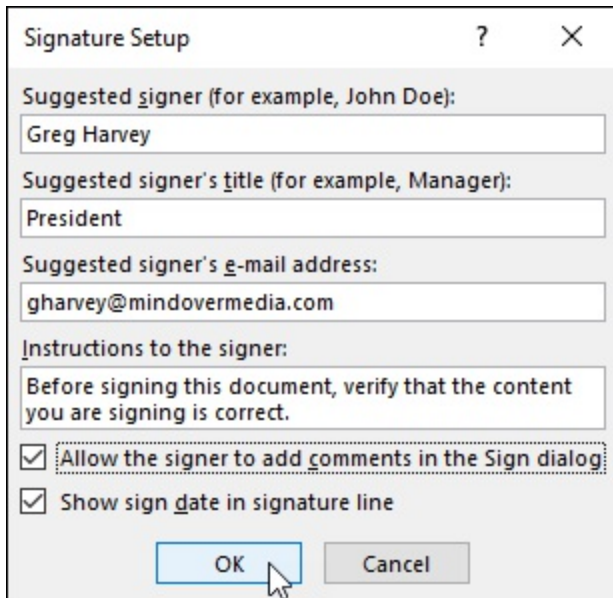 Signature Setup ?
Suggested signer (for example, John Doe):
Greg Harvey
Suggested signer's title (for example, Manager):
President
Suggested signer's e-mail address:
gharvey@mindovermedia.com
Instructions to the signer:
Before signing this document, verify that the content
you are signing is correct.
Allow the signer to add comments in the Sign dialog
Show sign date in signature line
OK Cancel